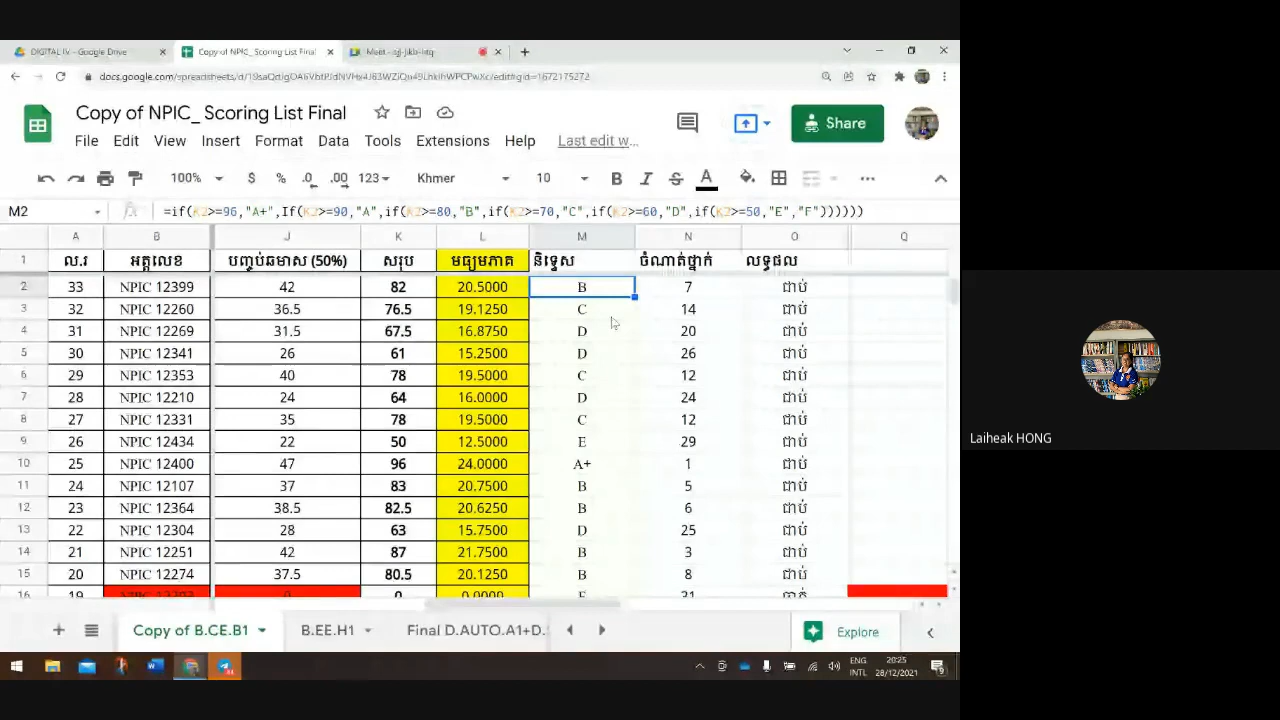 DIGITAL IV - Google Drive
Copy of NPIC_ Scoring List Final
Copy of NPIC_ Scoring List Final
File Edit View Insert Format Data Tools Extensions Help Last edit w...
Share
100% $ % .0 .00 123 Khmer 10 B I S A
M2 =if(K2>=96,"A+",If(K2>=90,"A",if(K2>=80,"B",if(K2>=70,"C",if(K2>=60,"D",if(K2>=50,"E","F"))))))
A B J K L M N O Q
1 ល.រ អត្តលេខ បញ្ចប់ឆមាស (50%) សរុប មធ្យមភាគ និទ្ទេស ចំណាត់ថ្នាក់ លទ្ធផល
2 33 NPIC 12399 42 82 20.5000 B 7 ជាប់
3 32 NPIC 12260 36.5 76.5 19.1250 C 14 ជាប់
4 31 NPIC 12269 31.5 67.5 16.8750 D 20 ជាប់
5 30 NPIC 12341 26 61 15.2500 D 26 ជាប់
6 29 NPIC 12353 40 78 19.5000 C 12 ជាប់
7 28 NPIC 12210 24 64 16.0000 D 24 ជាប់
8 27 NPIC 12331 35 78 19.5000 C 12 ជាប់
9 26 NPIC 12434 22 50 12.5000 E 29 ជាប់
10 25 NPIC 12400 47 96 24.0000 A+ 1 ជាប់
11 24 NPIC 12107 37 83 20.7500 B 5 ជាប់
12 23 NPIC 12364 38.5 82.5 20.6250 B 6 ជាប់
13 22 NPIC 12304 28 63 15.7500 D 25 ជាប់
14 21 NPIC 12251 42 87 21.7500 B 3 ជាប់
15 20 NPIC 12274 37.5 80.5 20.1250 B 8 ជាប់
16 19 0 0 0.0000 F 31
Copy of B.CE.B1 B.EE.H1 Final D.AUTO.A1+D. Explore
ENG INTL 20:25 28/12/2021
Laiheak HONG